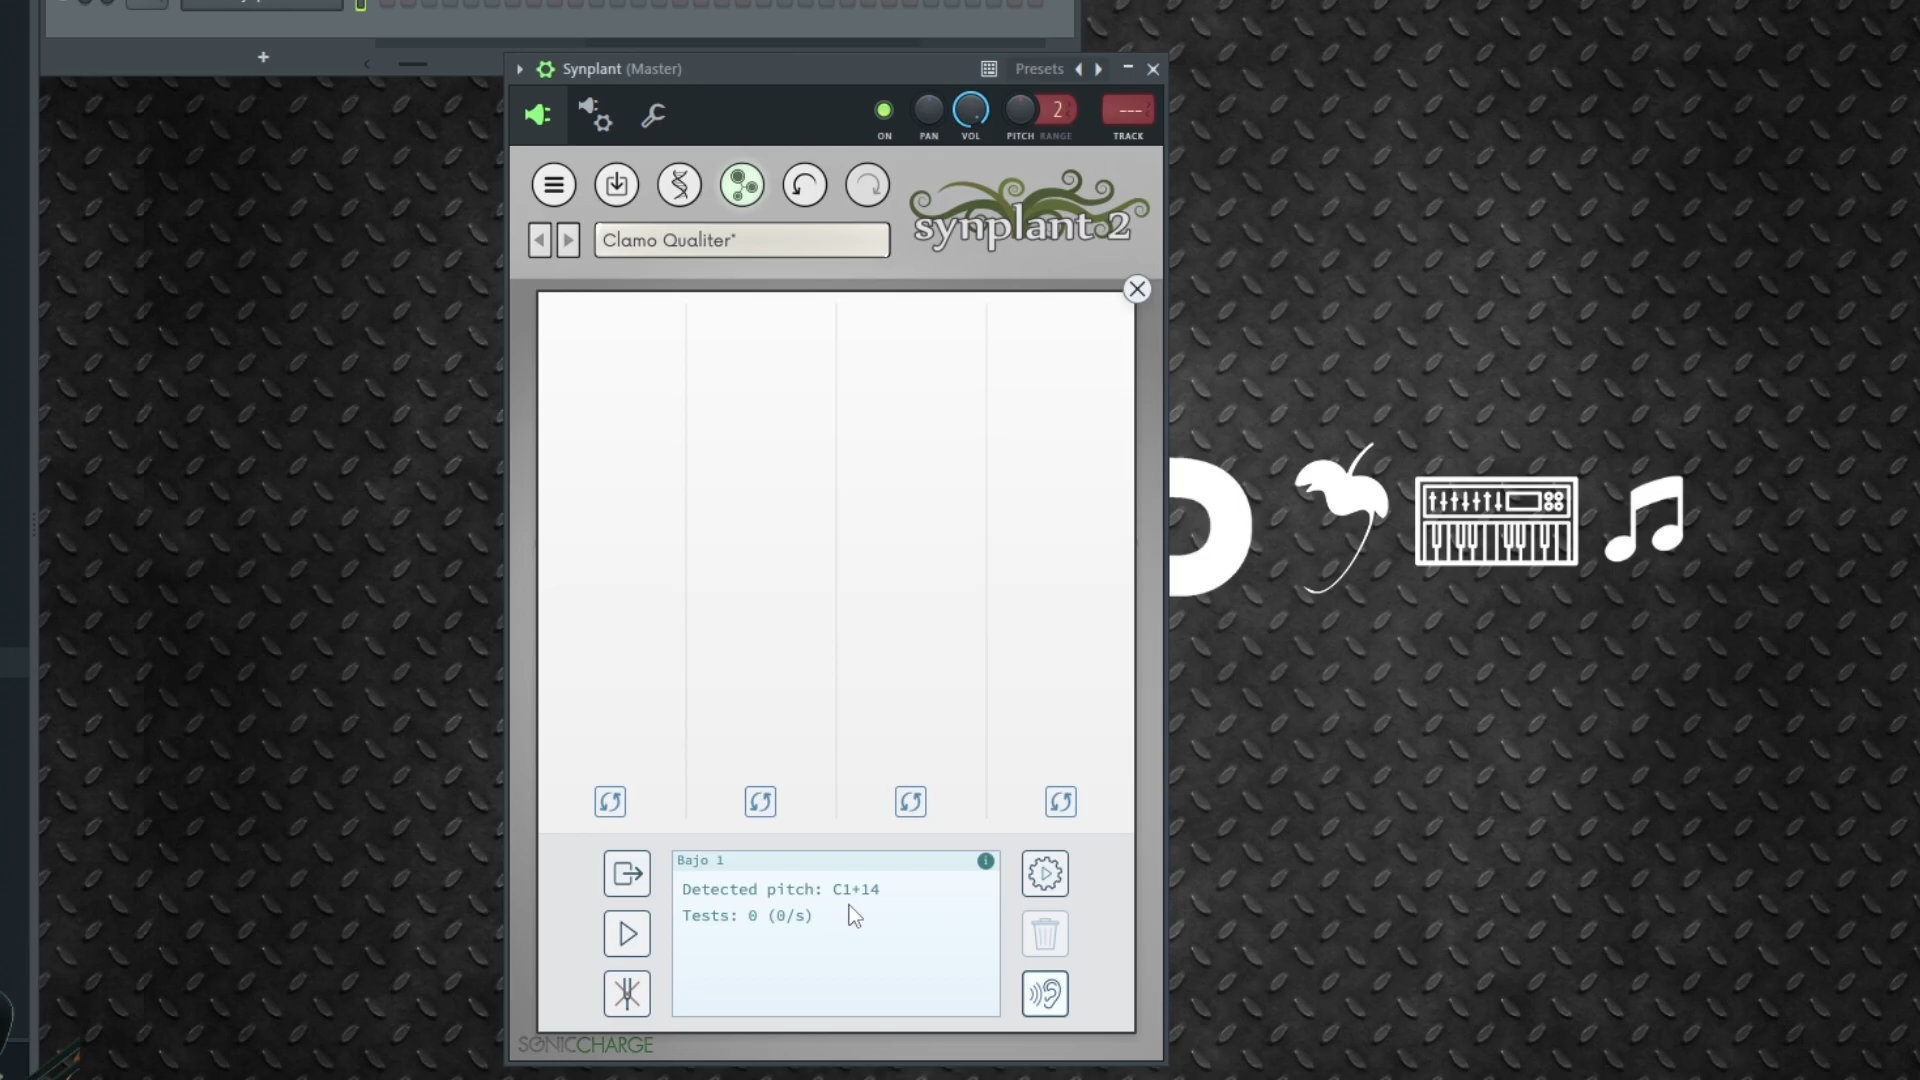 Synplant (Master)
Presets
2
---
ON
PAN
VOL
PITCH
RANGE
TRACK
synplant 2
Clamo Qualiter*
Bajo 1
Detected pitch: C1+14
Tests: 0 (0/s)
SONICCHARGE